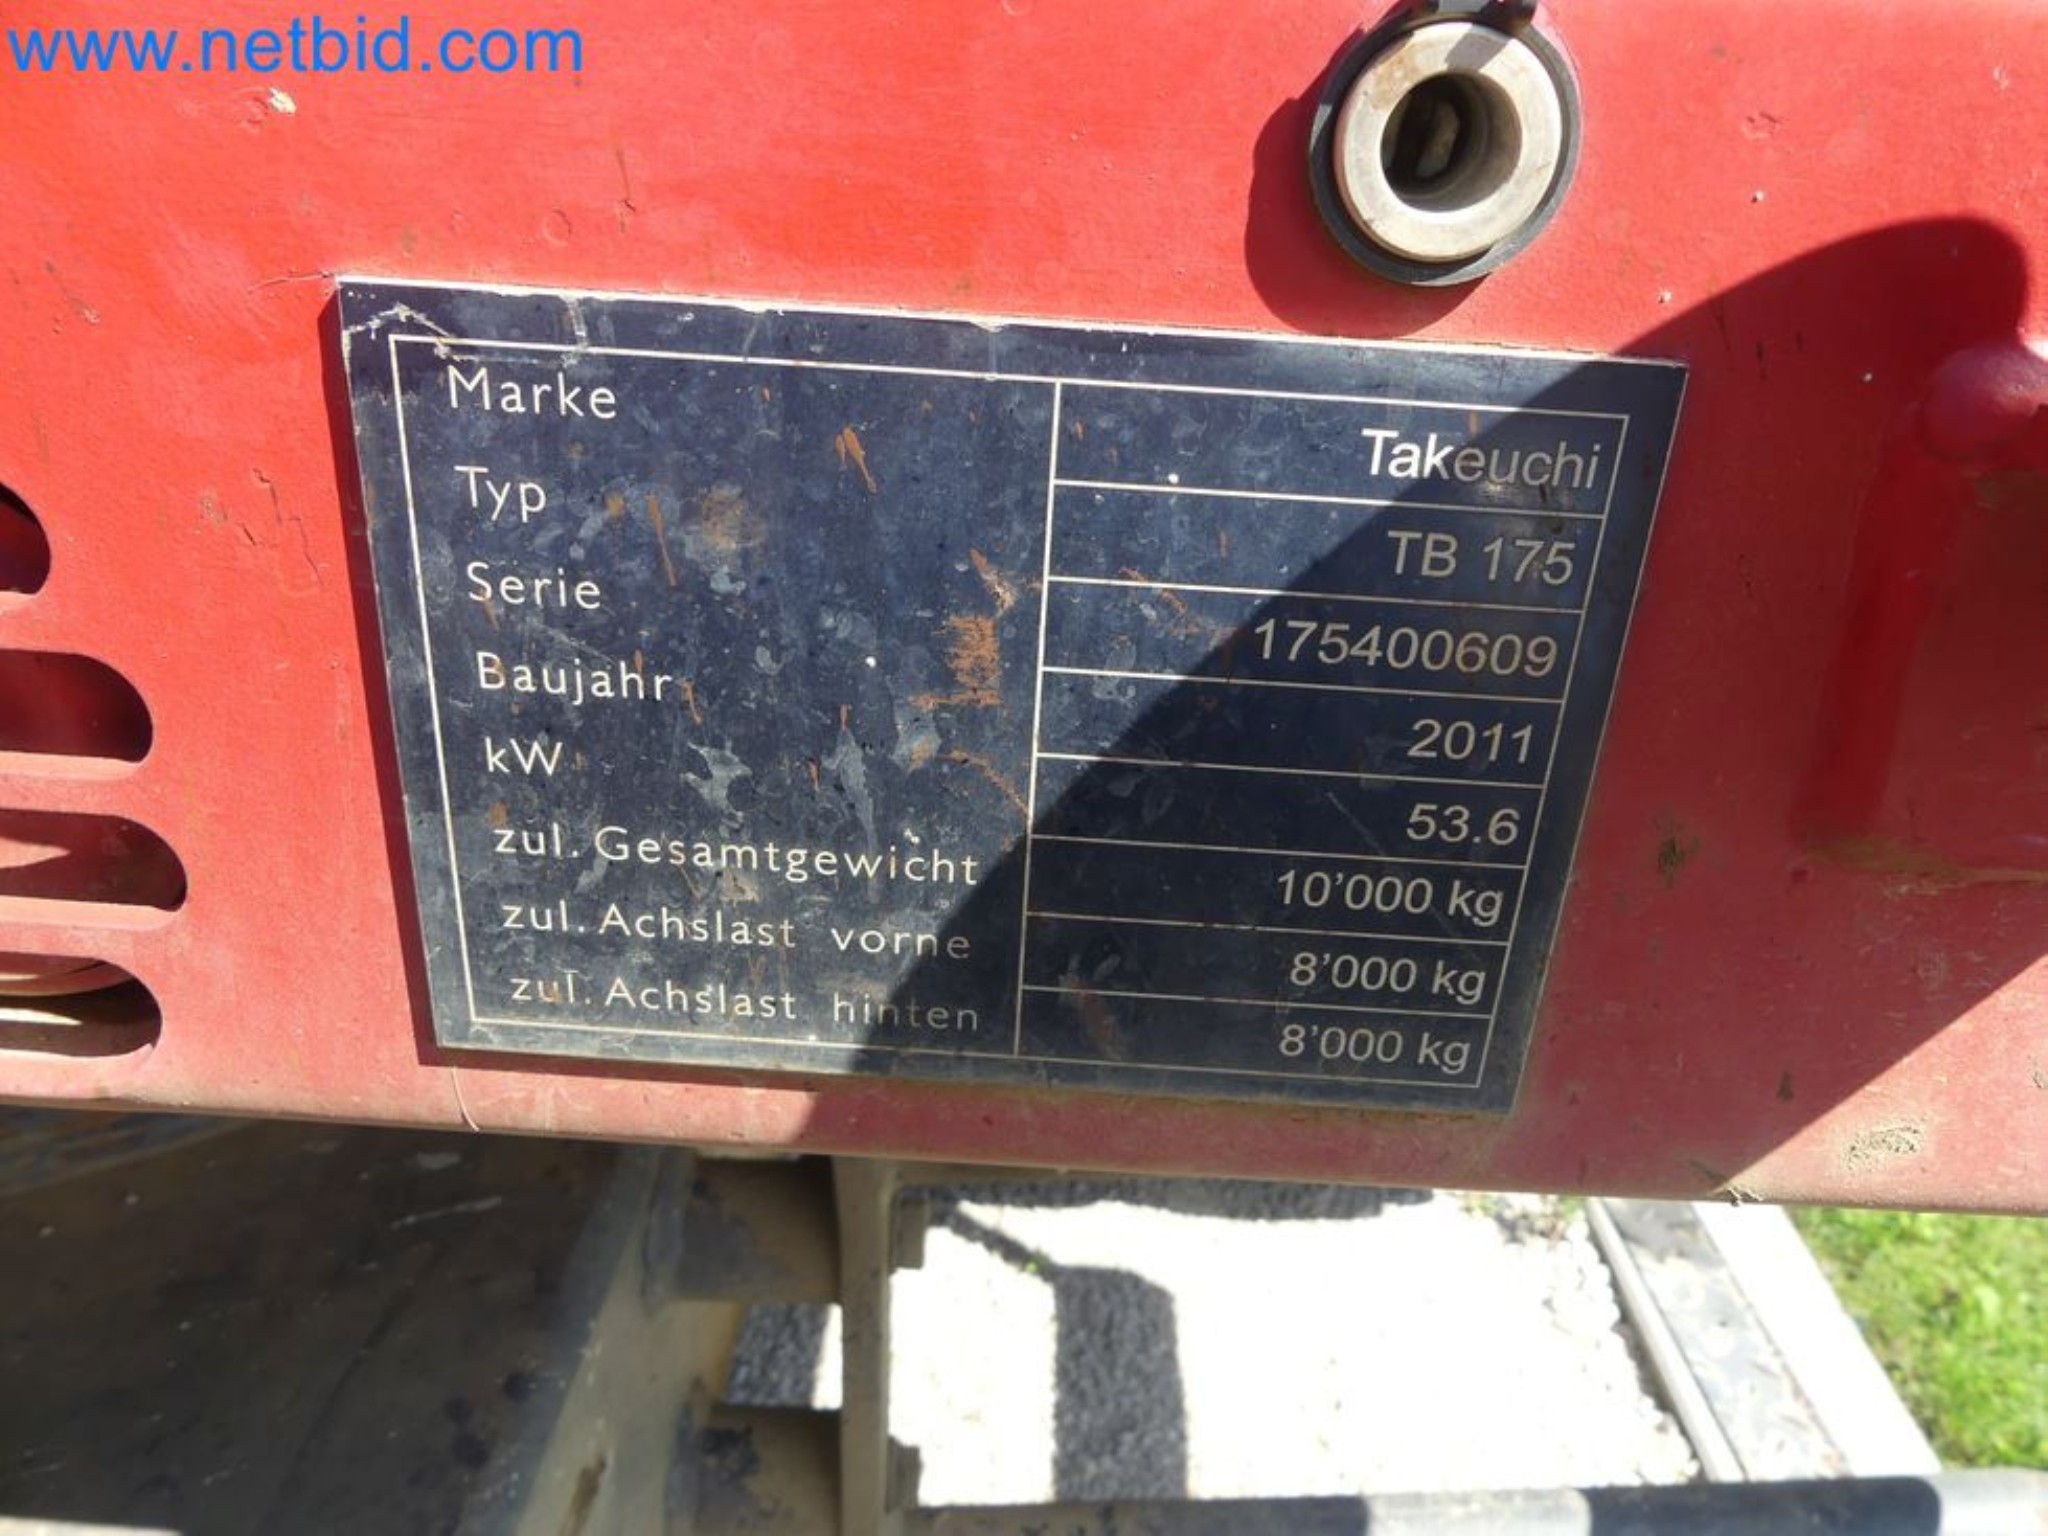 www.netbid.com
Marke Takeuchi
Typ TB 175
Serie 175400609
Baujahr 2011
kW 53.6
zul. Gesamtgewicht 10'000 kg
zul. Achslast vorne 8'000 kg
zul. Achslast hinten 8'000 kg